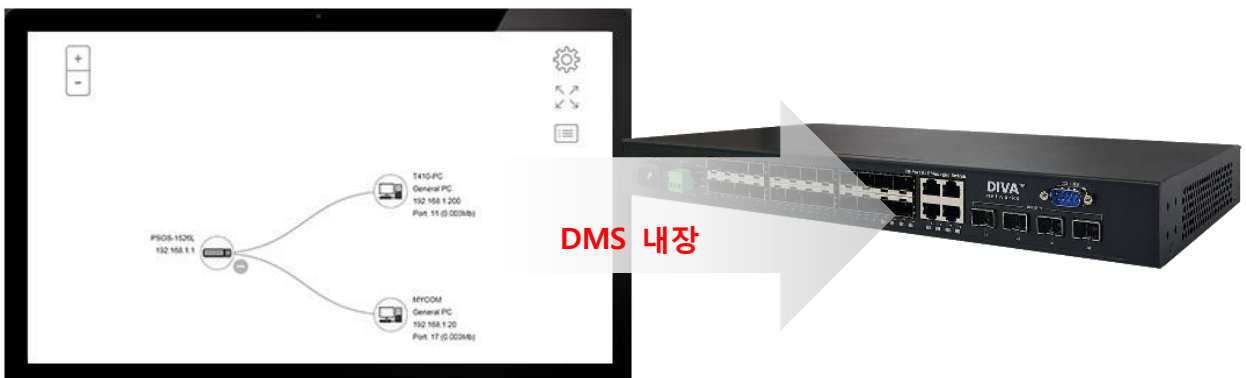 +
-
T410-PC
General PC
192.168.1.200
Port: 11 (0.003Mb)
PSGS-1526L
192.168.1.1
MYCOM
General PC
192.168.1.20
Port: 17 (0.003Mb)
DMS 내장
DIVA
networks